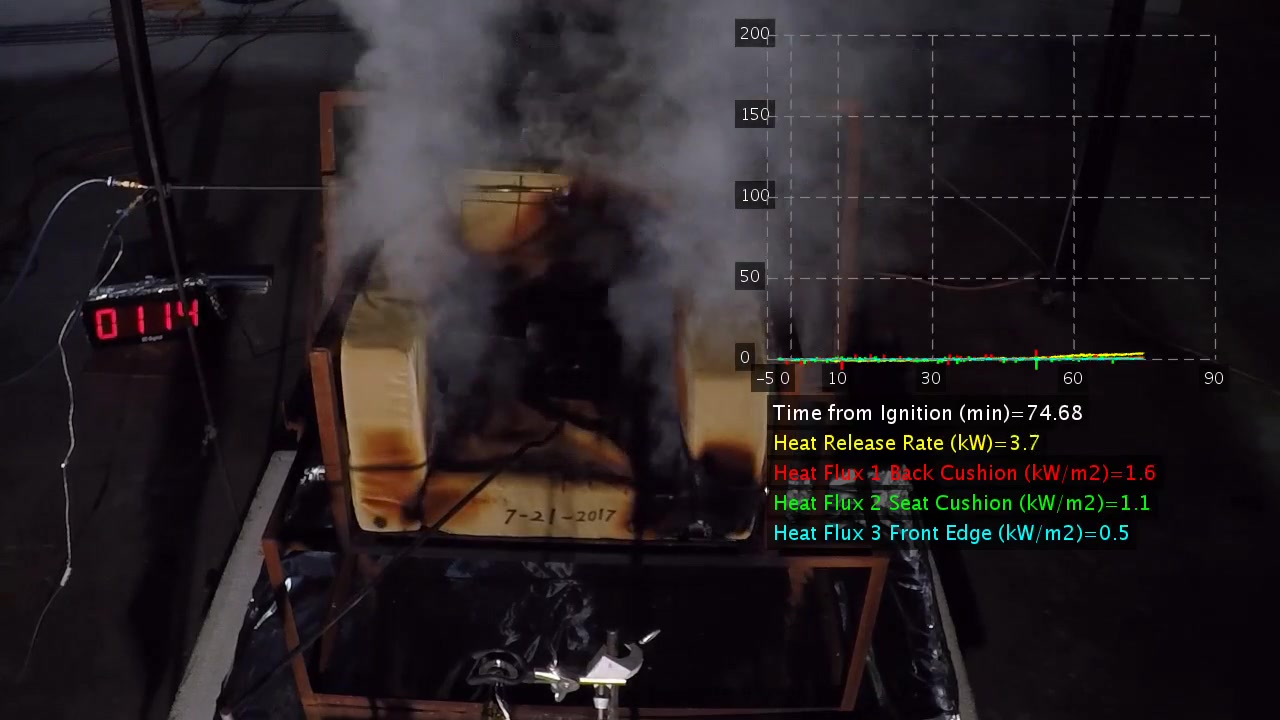 200
150
100
50
0
-5 0 10 30 60 90
Time from Ignition (min)=74.68
Heat Release Rate (kW)=3.7
Heat Flux 1 Back Cushion (kW/m2)=1.6
Heat Flux 2 Seat Cushion (kW/m2)=1.1
Heat Flux 3 Front Edge (kW/m2)=0.5
0114
7-21-2017